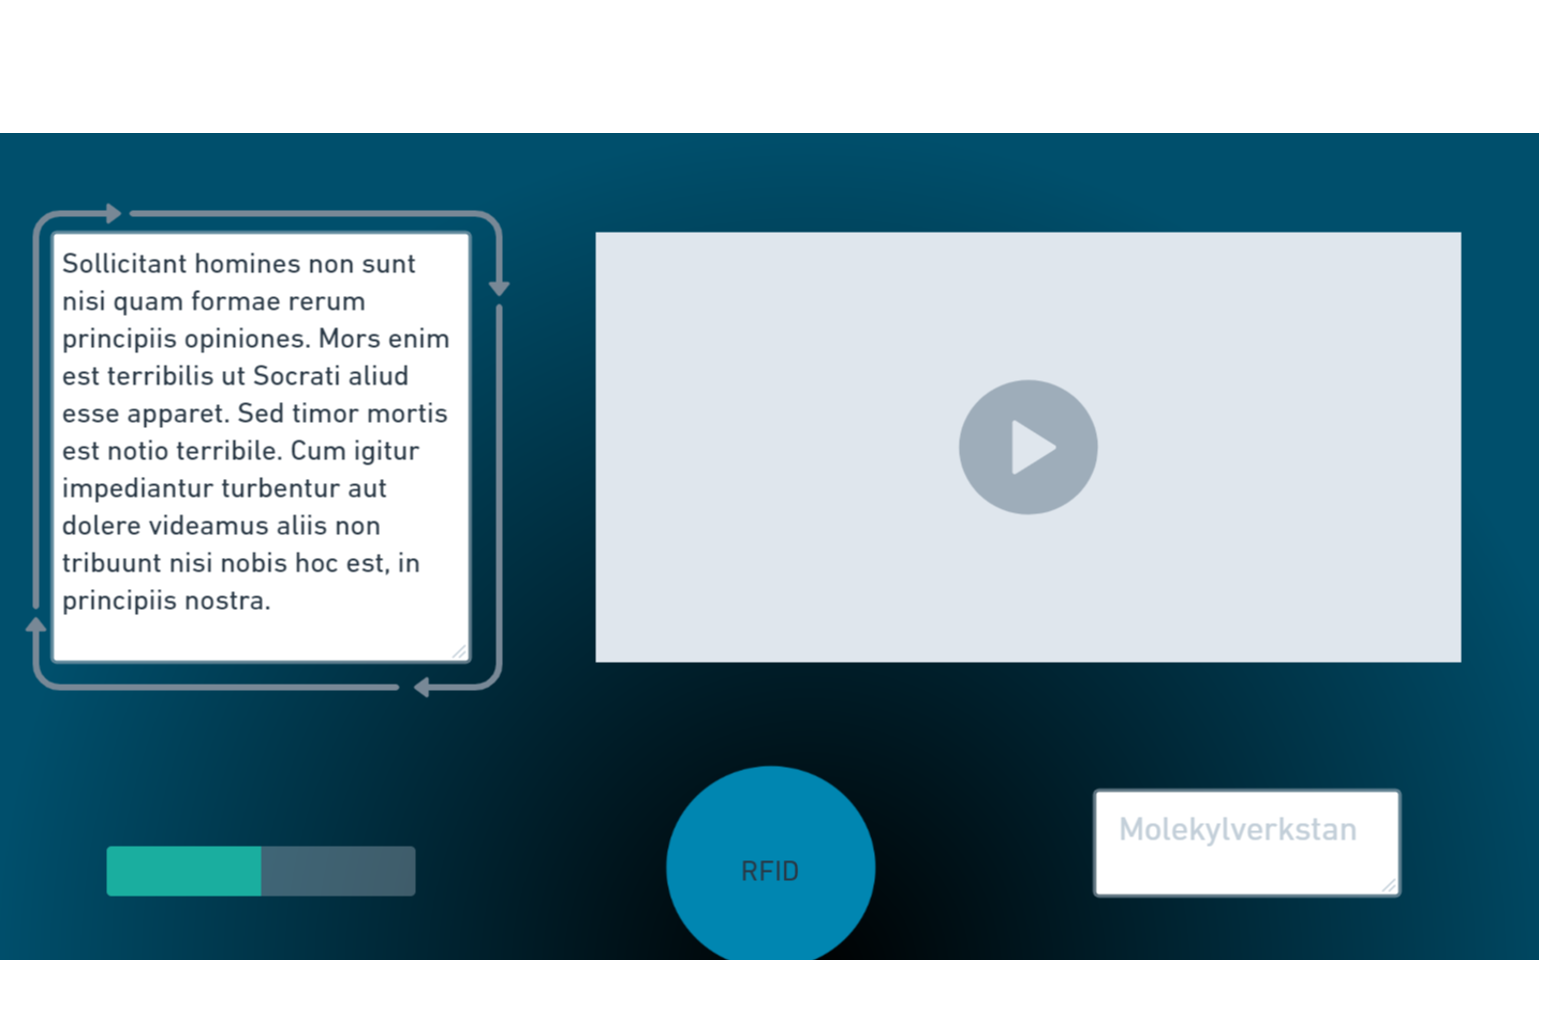 Sollicitant homines non sunt
nisi quam formae rerum
principiis opiniones. Mors enim
est terribilis ut Socrati aliud
esse apparet. Sed timor mortis
est notio terribile. Cum igitur
impediantur turbentur aut
dolere videamus aliis non
tribuunt nisi nobis hoc est, in
principiis nostra.
RFID
Molekylverkstan